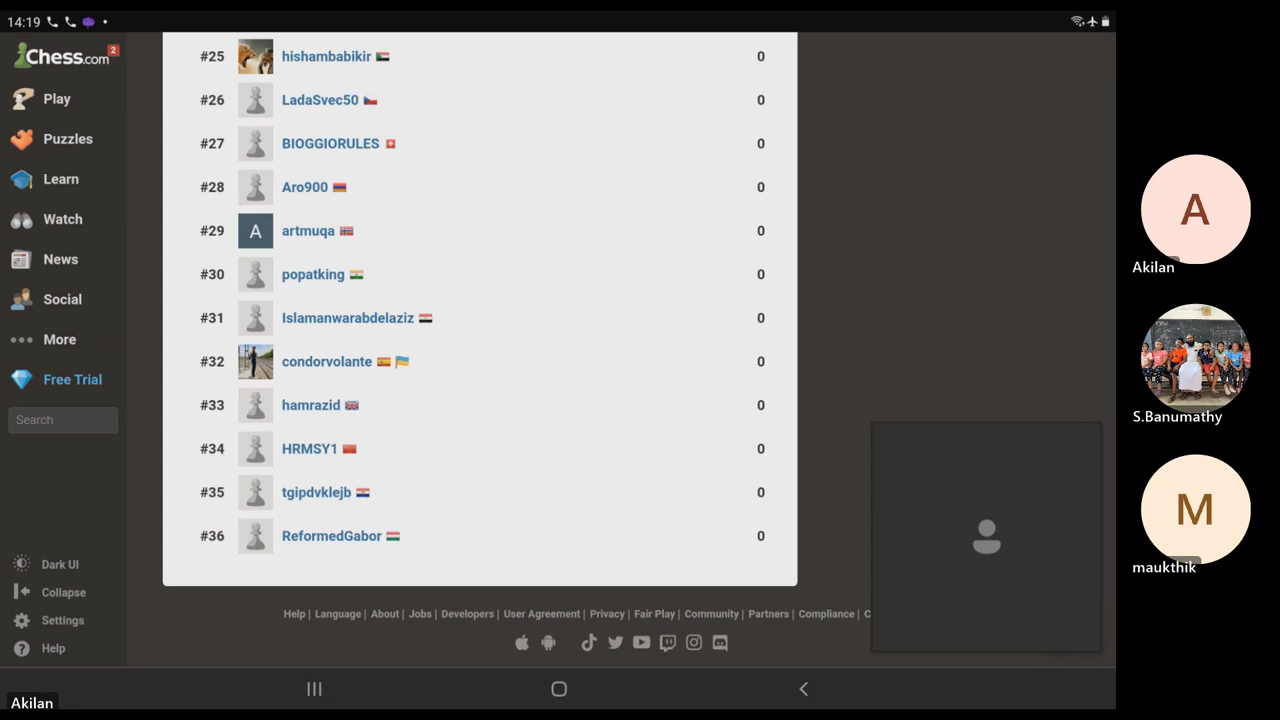 14:19
Chess.com 2
Play
Puzzles
Learn
Watch
News
Social
More
Free Trial
Search
Dark UI
Collapse
Settings
Help
#25 hishambabikir 0
#26 LadaSvec50 0
#27 BIOGGIORULES 0
#28 Aro900 0
#29 A artmuqa 0
#30 popatking 0
#31 Islamanwarabdelaziz 0
#32 condorvolante 0
#33 hamrazid 0
#34 HRMSY1 0
#35 tgipdvklejb 0
#36 ReformedGabor 0
Help | Language | About | Jobs | Developers | User Agreement | Privacy | Fair Play | Community | Partners | Compliance | C
Akilan
A
Akilan
S.Banumathy
M
maukthik